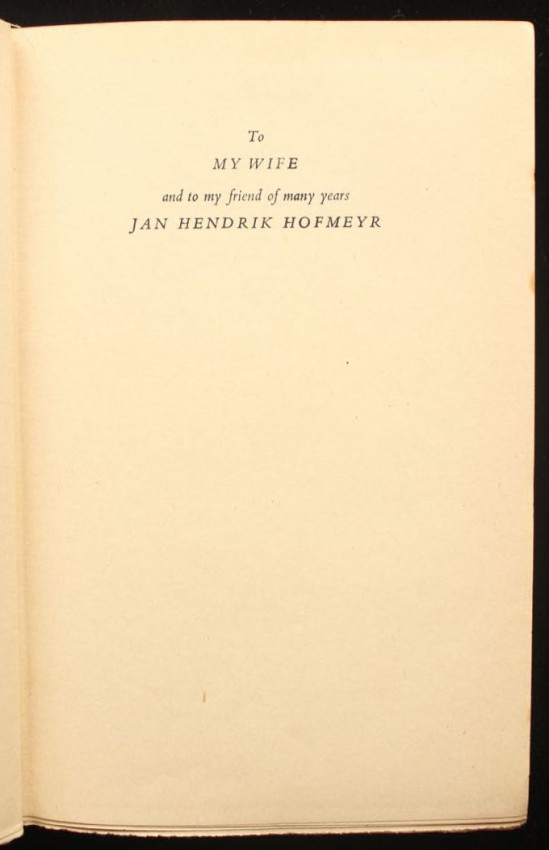 To
MY WIFE
and to my friend of many years
JAN HENDRIK HOFMEYR